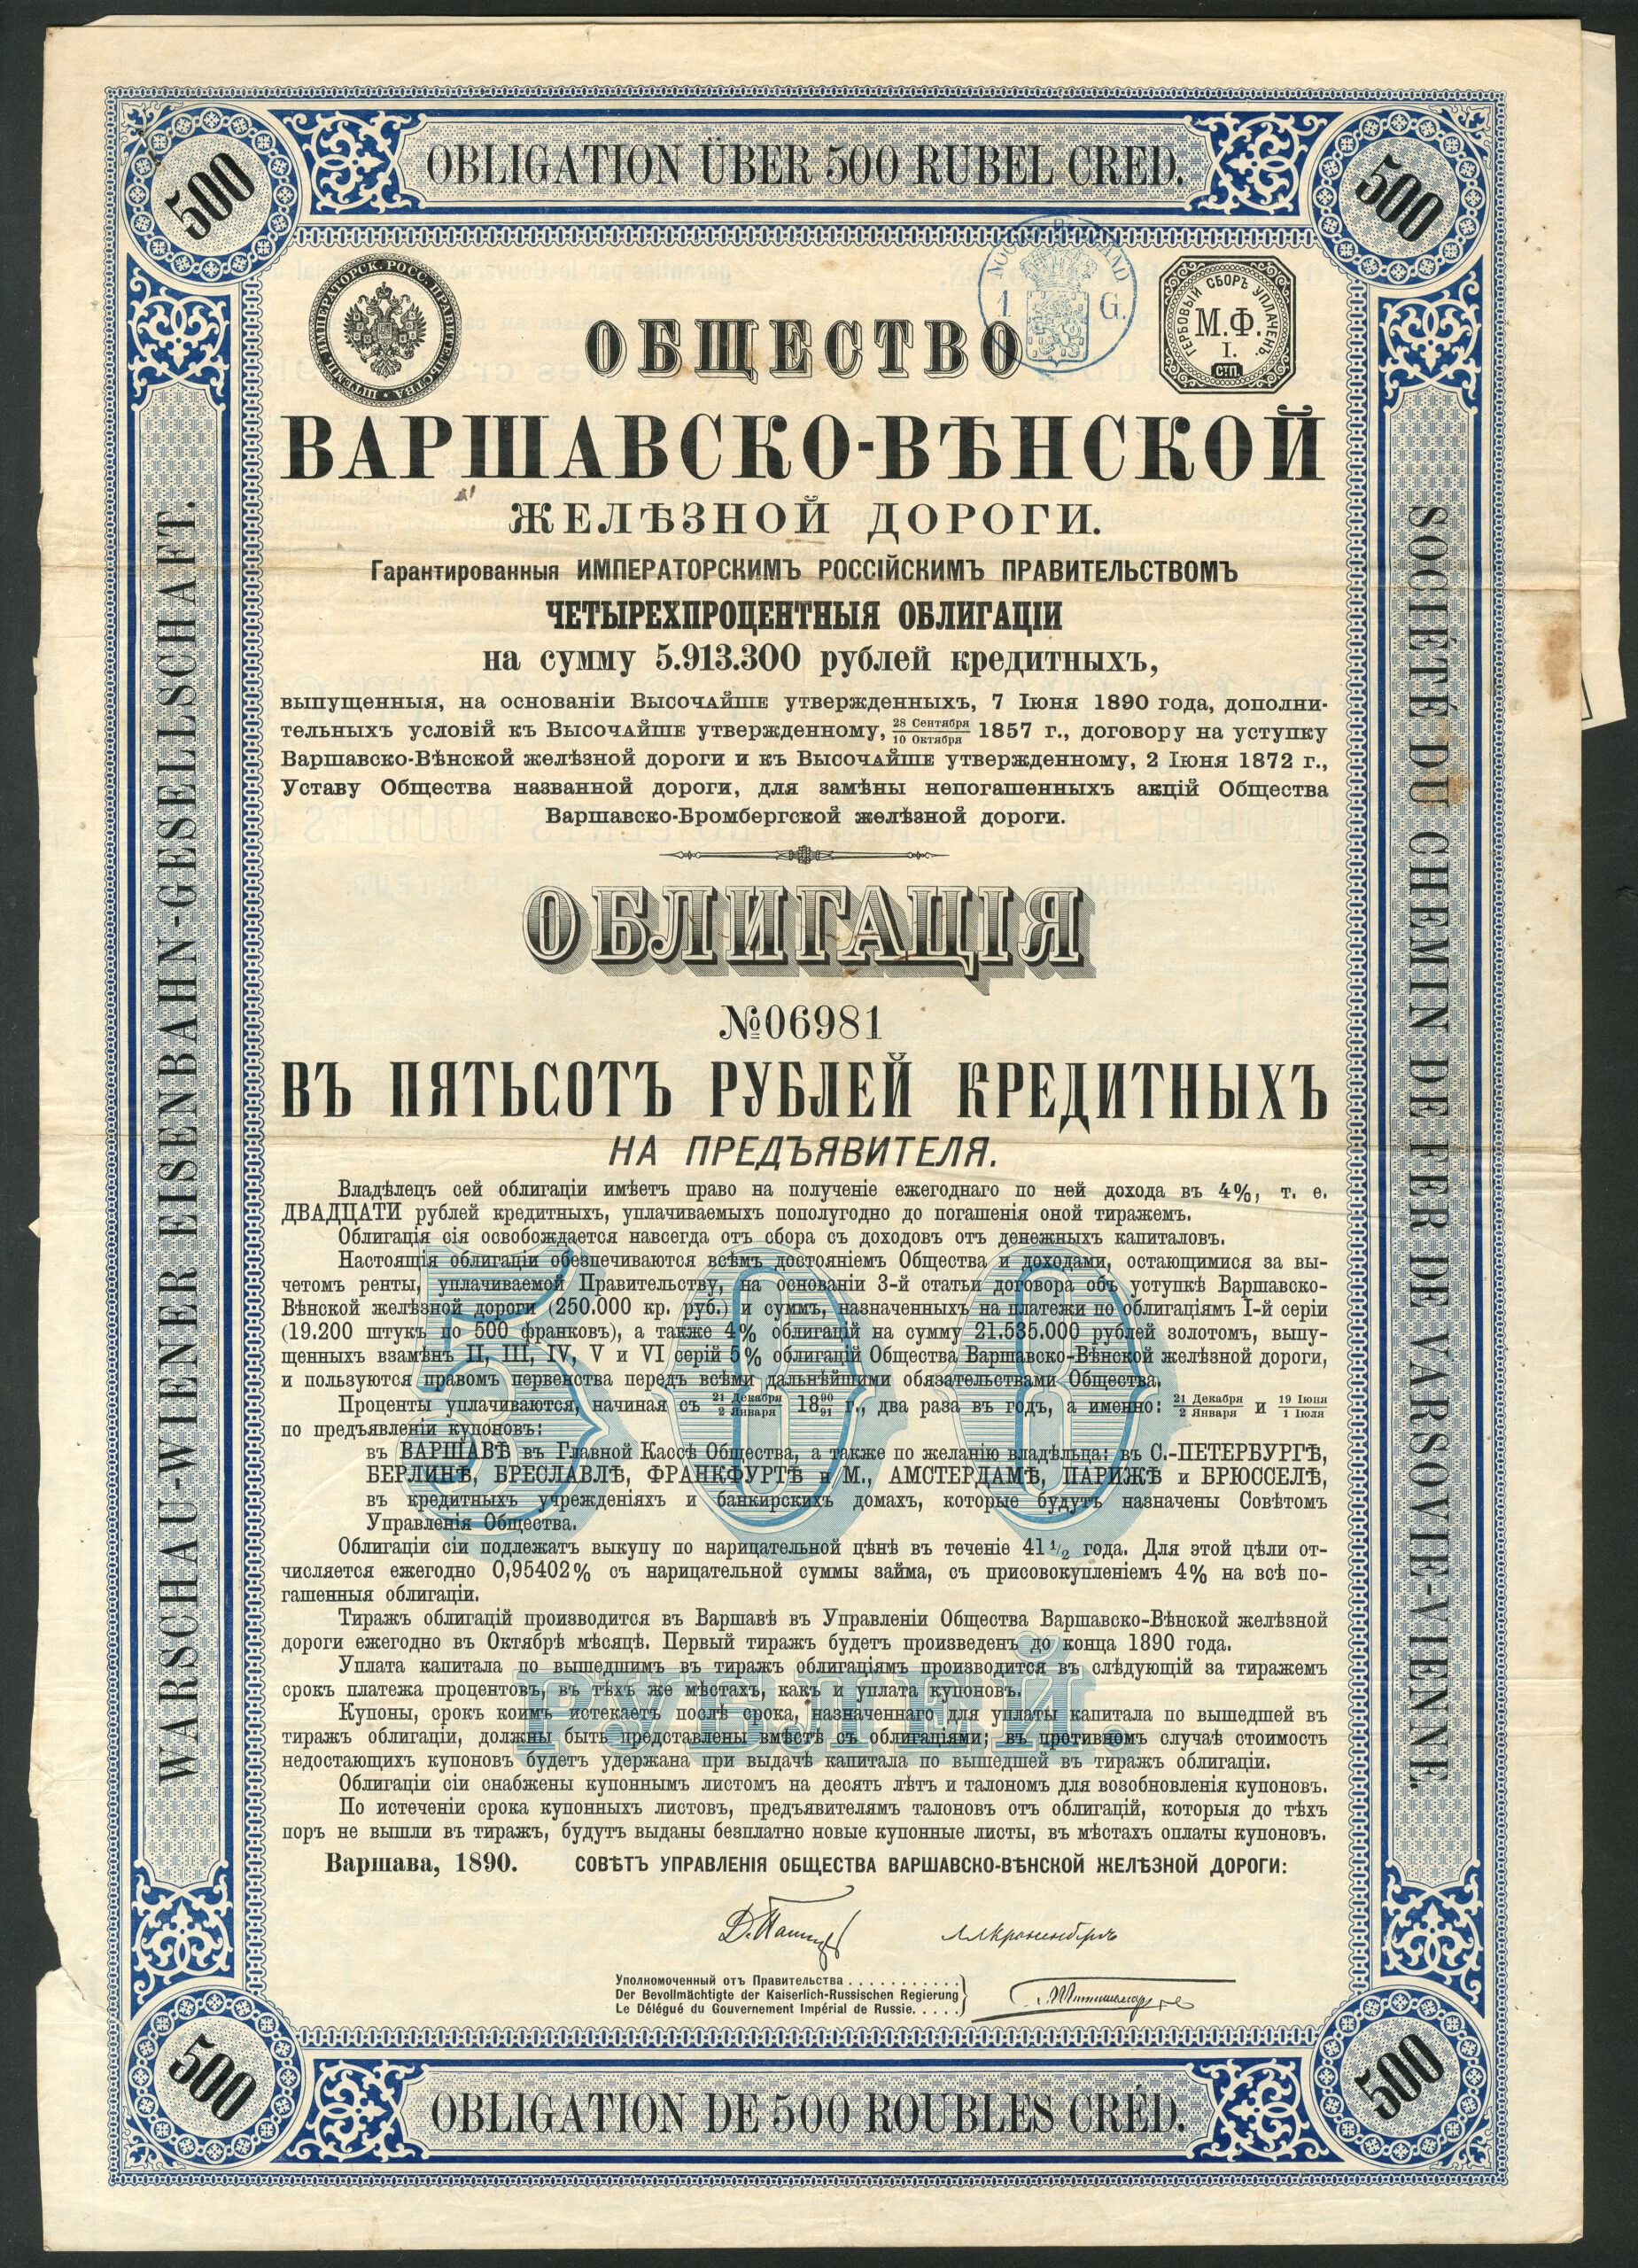 OBLIGATION ÜBER 500 RUBEL CRED.
500
500
ШТЕМП. ИМПЕРАТОРСК. РОСС. ПРАВИТЕЛЬСТВА
1 G.
ГЕРБОВЫЙ СБОРЪ УПЛАЧЕНЪ.
М.Ф.
I.
СТП.
ОБЩЕСТВО
ВАРШАВСКО-ВѢНСКОЙ
ЖЕЛѢЗНОЙ ДОРОГИ.
Гарантированныя ИМПЕРАТОРСКИМЪ РОССІЙСКИМЪ ПРАВИТЕЛЬСТВОМЪ
ЧЕТЫРЕХПРОЦЕНТНЫЯ ОБЛИГАЦІИ
на сумму 5.913.300 рублей кредитныхъ,
выпущенныя, на основаніи Высочайше утвержденныхъ, 7 Іюня 1890 года, дополни-
тельныхъ условій къ Высочайше утвержденному, 28 Сентября/10 Октября 1857 г., договору на уступку
Варшавско-Вѣнской желѣзной дороги и къ Высочайше утвержденному, 2 Іюня 1872 г.,
Уставу Общества названной дороги, для замѣны непогашенныхъ акцій Общества
Варшавско-Бромбергской желѣзной дороги.
ОБЛИГАЦІЯ
№06981
ВЪ ПЯТЬСОТЪ РУБЛЕЙ КРЕДИТНЫХЪ
НА ПРЕДЪЯВИТЕЛЯ.
Владѣлецъ сей облигаціи имѣетъ право на полученіе ежегоднаго по ней дохода въ 4%, т. е.
ДВАДЦАТИ рублей кредитныхъ, уплачиваемыхъ пополугодно до погашенія оной тиражемъ.
Облигація сія освобождается навсегда отъ сбора съ доходовъ отъ денежныхъ капиталовъ.
Настоящія облигаціи обезпечиваются всѣмъ достояніемъ Общества и доходами, остающимися за вы-
четомъ ренты, уплачиваемой Правительству, на основаніи 3-й статьи договора объ уступкѣ Варшавско-
Вѣнской желѣзной дороги (250.000 кр. руб.) и суммъ, назначенныхъ на платежи по облигаціямъ I-й серіи
(19.200 штукъ по 500 франковъ), а также 4% облигацій на сумму 21.535.000 рублей золотомъ, выпу-
щенныхъ взамѣнъ II, III, IV, V и VI серій 5% облигацій Общества Варшавско-Вѣнской желѣзной дороги,
и пользуются правомъ первенства передъ всѣми дальнѣйшими обязательствами Общества.
Проценты уплачиваются, начиная съ 21 Декабря/2 Января 1890/91 г., два раза въ годъ, а именно: 21 Декабря/2 Января и 19 Іюня/1 Іюля
по предъявленіи купоновъ:
въ ВАРШАВѢ въ Главной Кассѣ Общества, а также по желанію владѣльца: въ С.-ПЕТЕРБУРГѢ,
БЕРЛИНѢ, БРЕСЛАВЛѢ, ФРАНКФУРТѢ н М., АМСТЕРДАМѢ, ПАРИЖѢ и БРЮССЕЛѢ,
въ кредитныхъ учрежденіяхъ и банкирскихъ домахъ, которые будутъ назначены Совѣтомъ
Управленія Общества.
Облигаціи сіи подлежатъ выкупу по нарицательной цѣнѣ въ теченіе 41 1/2 года. Для этой цѣли от-
числяется ежегодно 0,95402% съ нарицательной суммы займа, съ присовокупленіемъ 4% на всѣ по-
гашенныя облигаціи.
Тиражъ облигацій производится въ Варшавѣ въ Управленіи Общества Варшавско-Вѣнской желѣзной
дороги ежегодно въ Октябрѣ мѣсяцѣ. Первый тиражъ будетъ произведенъ до конца 1890 года.
Уплата капитала по вышедшимъ въ тиражъ облигаціямъ производится въ слѣдующій за тиражемъ
срокъ платежа процентовъ, въ тѣхъ же мѣстахъ, какъ и уплата купоновъ.
Купоны, срокъ коимъ истекаетъ послѣ срока, назначеннаго для уплаты капитала по вышедшей въ
тиражъ облигаціи, должны быть представлены вмѣстѣ съ облигаціями; въ противномъ случаѣ стоимость
недостающихъ купоновъ будетъ удержана при выдачѣ капитала по вышедшей въ тиражъ облигаціи.
Облигаціи сіи снабжены купоннымъ листомъ на десять лѣтъ и талономъ для возобновленія купоновъ.
По истеченіи срока купонныхъ листовъ, предъявителямъ талоновъ отъ облигацій, которыя до тѣхъ
поръ не вышли въ тиражъ, будутъ выданы безплатно новые купонные листы, въ мѣстахъ оплаты купоновъ.
500
РУБЛЕЙ.
Варшава, 1890. СОВѢТЪ УПРАВЛЕНІЯ ОБЩЕСТВА ВАРШАВСКО-ВѢНСКОЙ ЖЕЛѢЗНОЙ ДОРОГИ:
Уполномоченный отъ Правительства
Der Bevollmächtigte der Kaiserlich-Russischen Regierung
Le Délégué du Gouvernement Impérial de Russie.
WARSCHAU-WIENER EISENBAHN-GESELLSCHAFT.
SOCIÉTÉ DU CHEMIN DE FER DE VARSOVIE-VIENNE.
500
500
OBLIGATION DE 500 ROUBLES CRÉD.